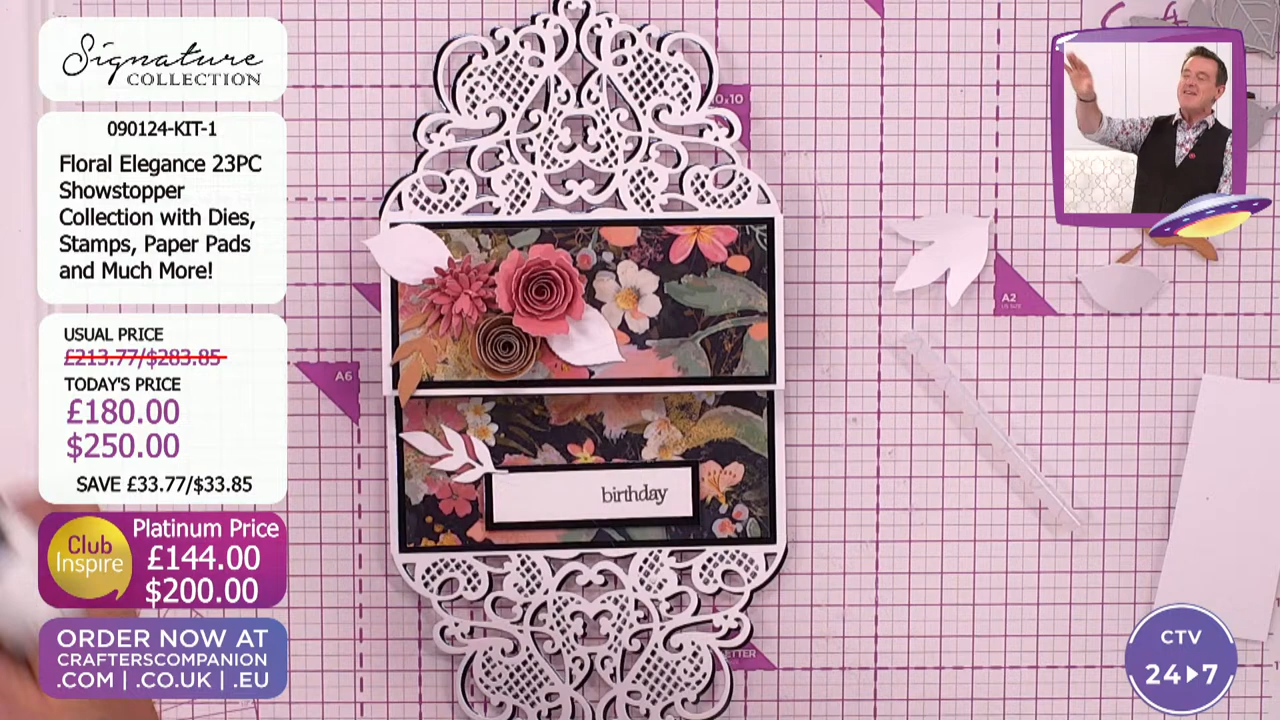 Signature
COLLECTION
090124-KIT-1
Floral Elegance 23PC
Showstopper
Collection with Dies,
Stamps, Paper Pads
and Much More!
USUAL PRICE
£213.77/$283.85
TODAY'S PRICE
£180.00
$250.00
SAVE £33.77/$33.85
Club
Inspire
Platinum Price
£144.00
$200.00
ORDER NOW AT
CRAFTERSCOMPANION
.COM | .CO.UK | .EU
A6
birthday
A2
CTV
24▶7